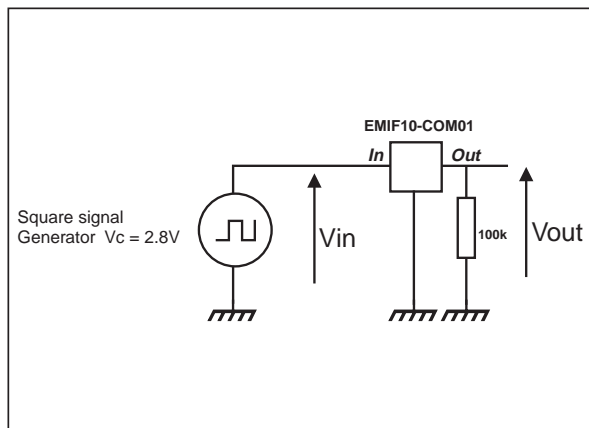 EMIF10-COM01
In
Out
Square signal
Generator Vc = 2.8V
Vin
100k
Vout